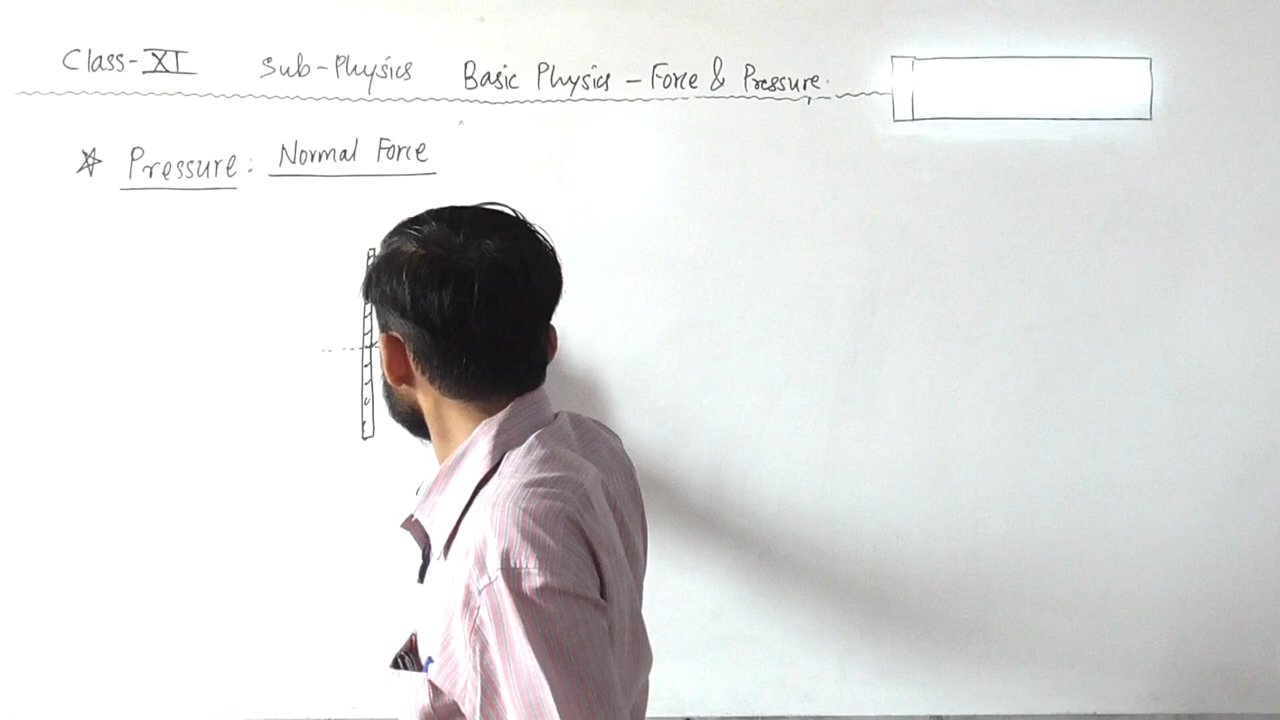 Class-XI Sub-Physics Basic Physics - Force & Pressure.
☆ Pressure: Normal Force